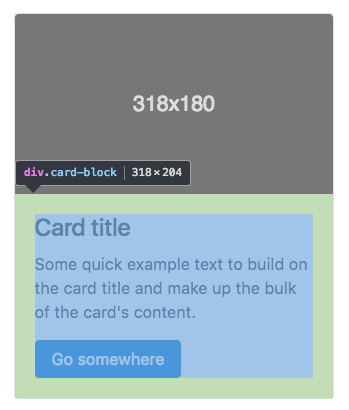 318x180
div.card-block | 318 × 204
Card title
Some quick example text to build on
the card title and make up the bulk
of the card's content.
Go somewhere